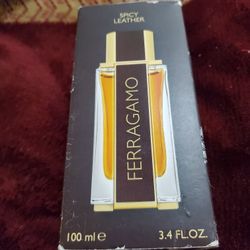 SPICY
LEATHER
FERRAGAMO
100 ml e 3.4 FL.OZ.